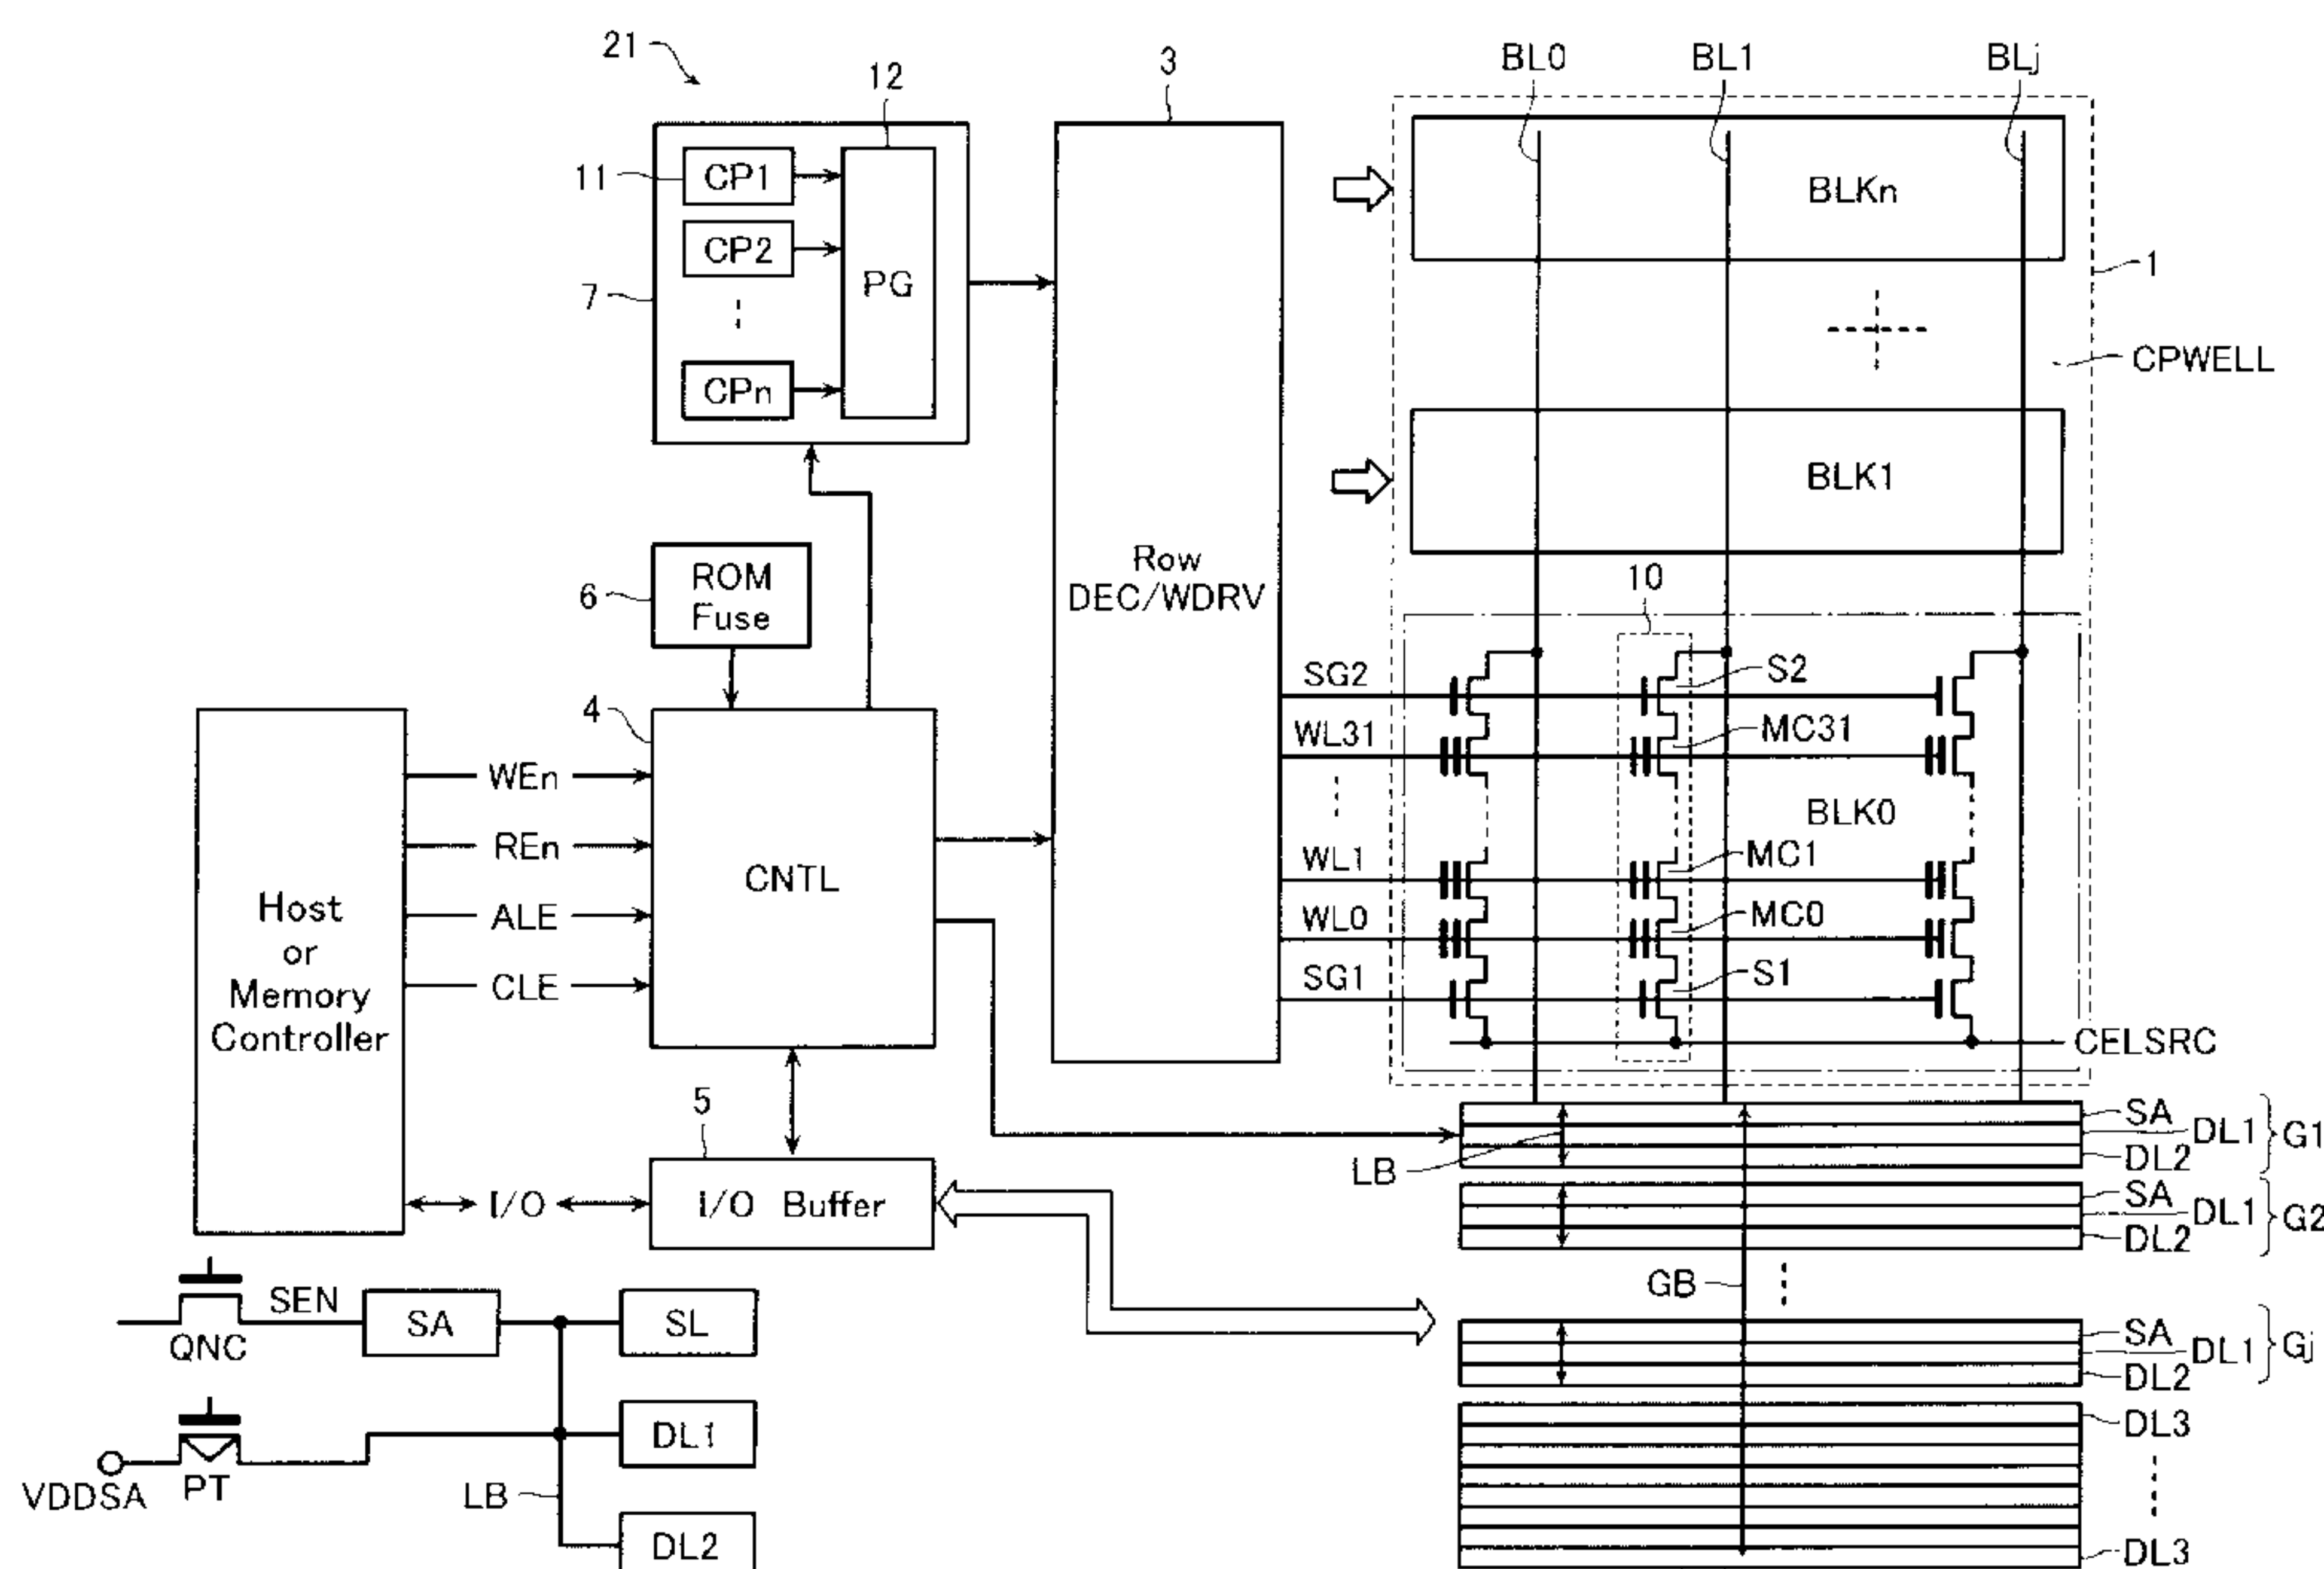 21
12
3
BL0
BL1
BLj
11
CP1
CP2
CPn
PG
7
BLKn
1
CPWELL
BLK1
ROM
Fuse
6
Row
DEC/WDRV
10
4
SG2
S2
WL31
MC31
BLK0
WL1
MC1
WL0
MC0
SG1
S1
CELSRC
Host
or
Memory
Controller
WEn
REn
ALE
CLE
CNTL
5
I/O
I/O Buffer
LB
SA
DL1
DL2
G1
SA
DL1
DL2
G2
GB
SA
DL1
DL2
Gj
DL3
DL3
SEN
QNC
SA
SL
VDDSA
PT
LB
DL1
DL2